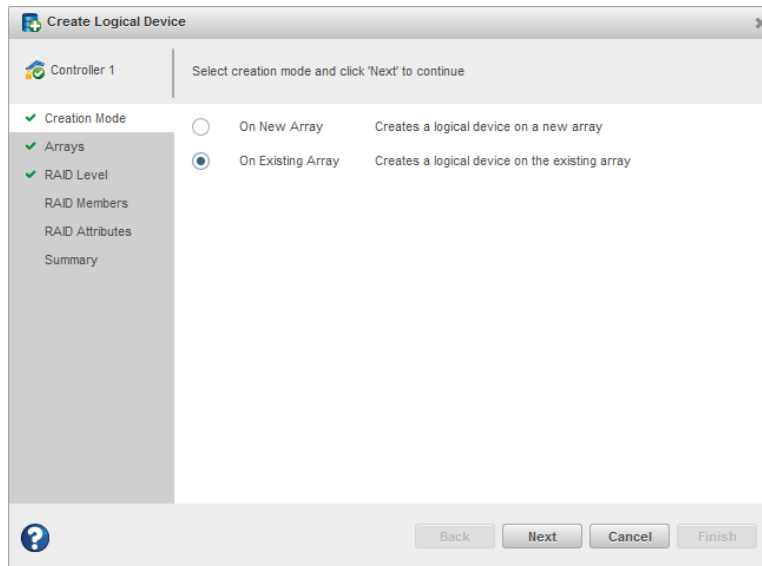 Create Logical Device
Controller 1
Select creation mode and click 'Next' to continue
Creation Mode
Arrays
RAID Level
RAID Members
RAID Attributes
Summary
On New Array Creates a logical device on a new array
On Existing Array Creates a logical device on the existing array
? Back Next Cancel Finish